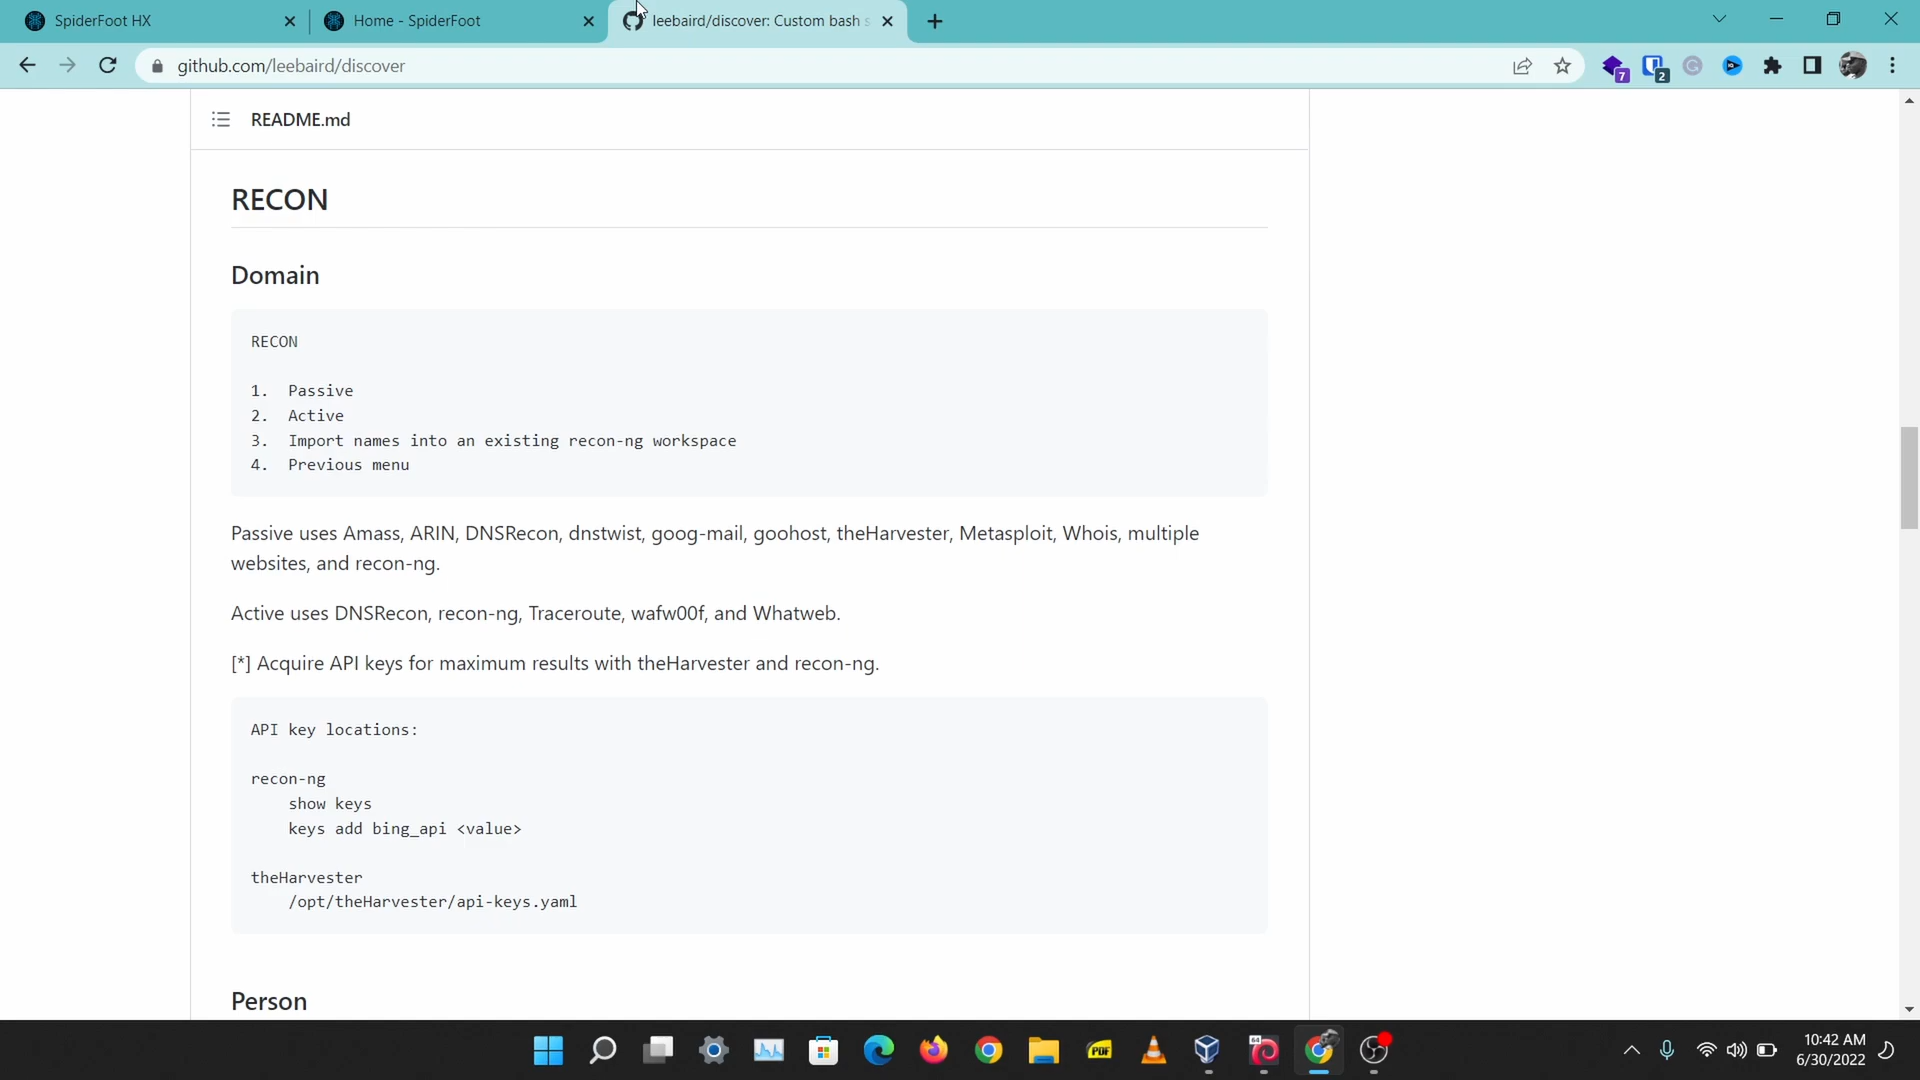 SpiderFoot HX
Home - SpiderFoot
leebaird/discover: Custom bash s
github.com/leebaird/discover
7
2
README.md
RECON
Domain
RECON
1. Passive
2. Active
3. Import names into an existing recon-ng workspace
4. Previous menu
Passive uses Amass, ARIN, DNSRecon, dnstwist, goog-mail, goohost, theHarvester, Metasploit, Whois, multiple
websites, and recon-ng.
Active uses DNSRecon, recon-ng, Traceroute, wafw00f, and Whatweb.
[*] Acquire API keys for maximum results with theHarvester and recon-ng.
API key locations:
recon-ng
show keys
keys add bing_api <value>
theHarvester
/opt/theHarvester/api-keys.yaml
Person
PDF
64
10:42 AM
6/30/2022